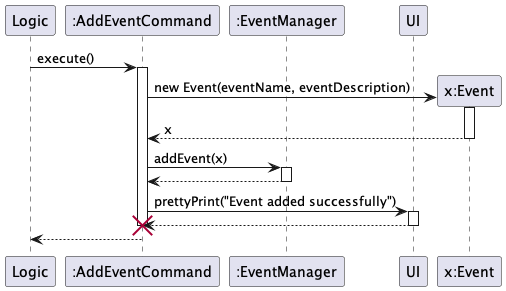 Logic
:AddEventCommand
:EventManager
UI
execute()
new Event(eventName, eventDescription)
x:Event
x
addEvent(x)
prettyPrint("Event added successfully")
Logic
:AddEventCommand
:EventManager
UI
x:Event